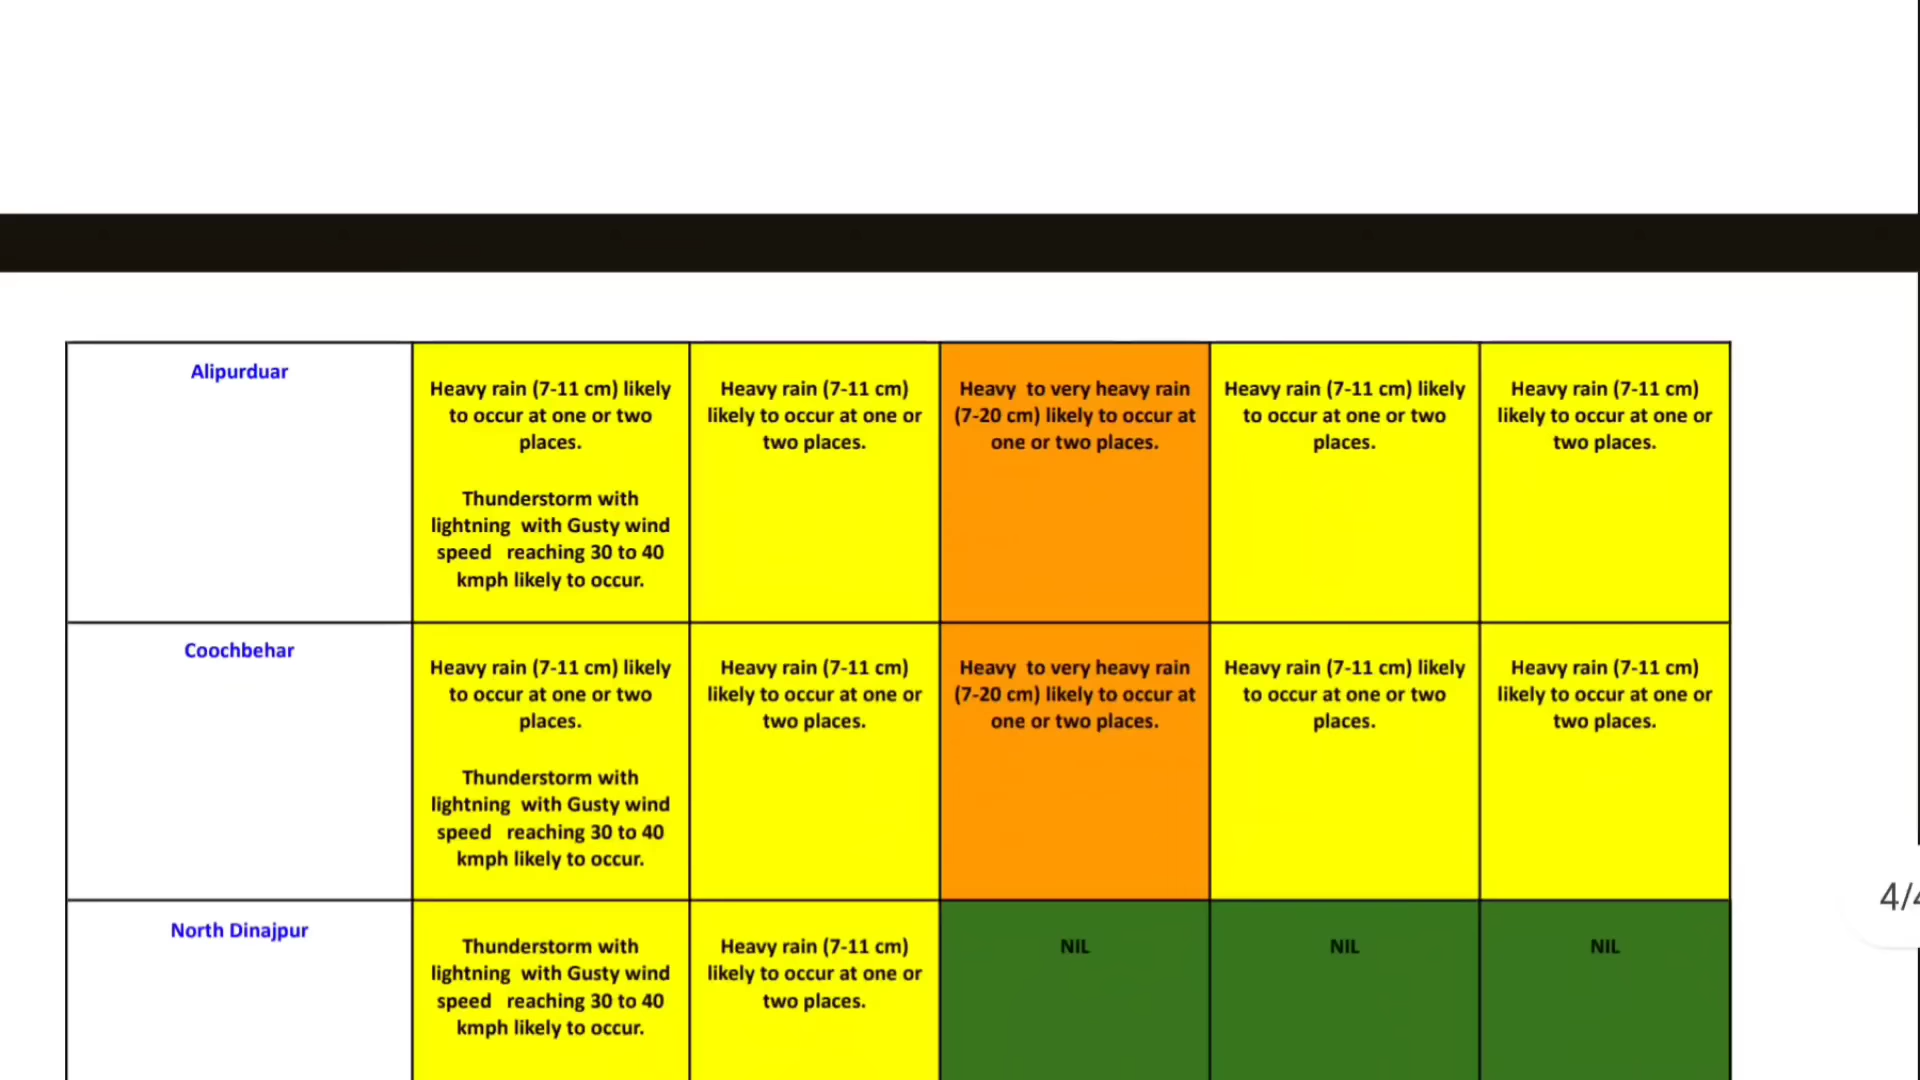 Alipurduar
Heavy rain (7-11 cm) likely
to occur at one or two
places.
Thunderstorm with
lightning with Gusty wind
speed reaching 30 to 40
kmph likely to occur.
Heavy rain (7-11 cm)
likely to occur at one or
two places.
Heavy to very heavy rain
(7-20 cm) likely to occur at
one or two places.
Heavy rain (7-11 cm) likely
to occur at one or two
places.
Heavy rain (7-11 cm)
likely to occur at one or
two places.
Coochbehar
Heavy rain (7-11 cm) likely
to occur at one or two
places.
Thunderstorm with
lightning with Gusty wind
speed reaching 30 to 40
kmph likely to occur.
Heavy rain (7-11 cm)
likely to occur at one or
two places.
Heavy to very heavy rain
(7-20 cm) likely to occur at
one or two places.
Heavy rain (7-11 cm) likely
to occur at one or two
places.
Heavy rain (7-11 cm)
likely to occur at one or
two places.
North Dinajpur
Thunderstorm with
lightning with Gusty wind
speed reaching 30 to 40
kmph likely to occur.
Heavy rain (7-11 cm)
likely to occur at one or
two places.
NIL
NIL
NIL
4/4